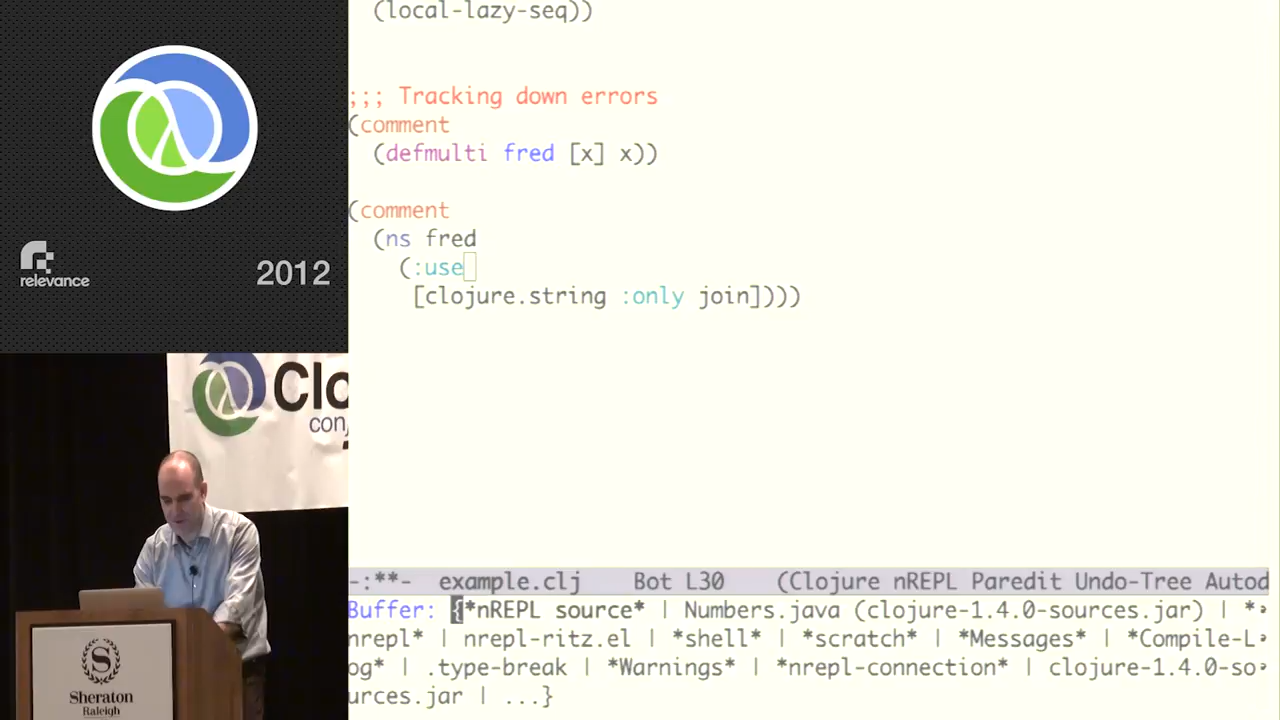 (local-lazy-seq))
;;; Tracking down errors
(comment
(defmulti fred [x] x))
(comment
(ns fred
(:use
[clojure.string :only join])))
-:**-  example.clj    Bot L30    (Clojure nREPL Paredit Undo-Tree Autod
Buffer: {*nREPL source* | Numbers.java (clojure-1.4.0-sources.jar) | *
nrepl* | nrepl-ritz.el | *shell* | *scratch* | *Messages* | *Compile-L
og* | .type-break | *Warnings* | *nrepl-connection* | clojure-1.4.0-so
urces.jar | ...}
relevance
2012
Clo
con
S
Sheraton
Raleigh